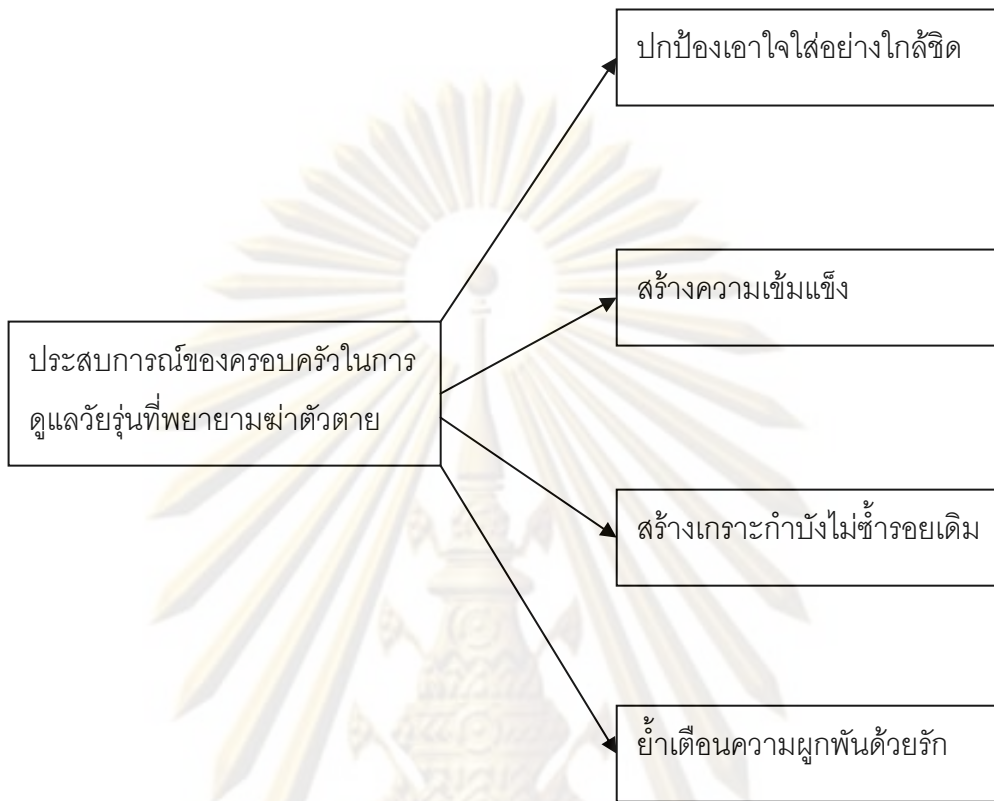 ปกป้องเอาใจใส่อย่างใกล้ชิด
สร้างความเข้มแข็ง
ประสบการณ์ของครอบครัวในการ
ดูแลวัยรุ่นที่พยายามฆ่าตัวตาย
สร้างเกราะกำบังไม่ซ้ำรอยเดิม
ย้ำเตือนความผูกพันด้วยรัก